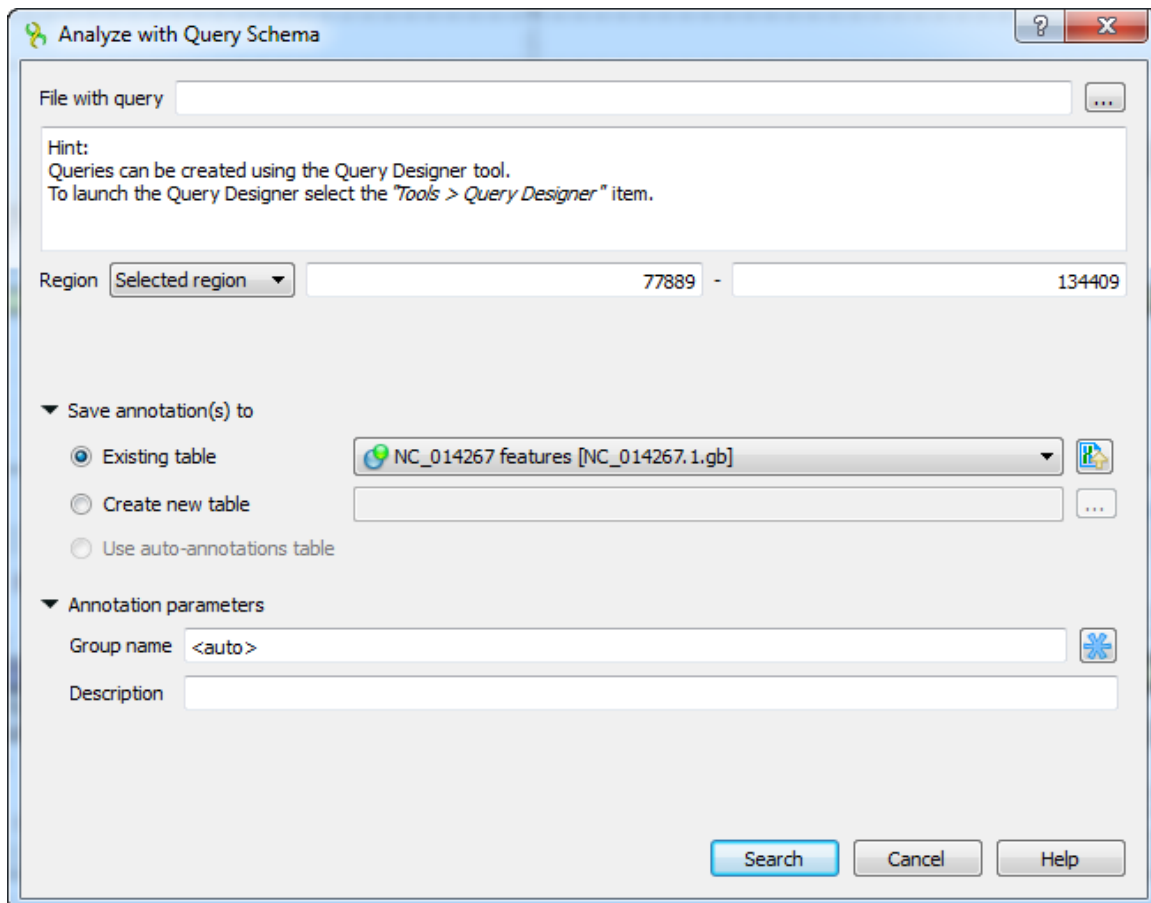 Analyze with Query Schema
File with query
...
Hint:
Queries can be created using the Query Designer tool.
To launch the Query Designer select the "Tools > Query Designer" item.
Region Selected region 77889 - 134409
Save annotation(s) to
Existing table NC_014267 features [NC_014267.1.gb]
Create new table ...
Use auto-annotations table
Annotation parameters
Group name <auto>
Description
Search Cancel Help